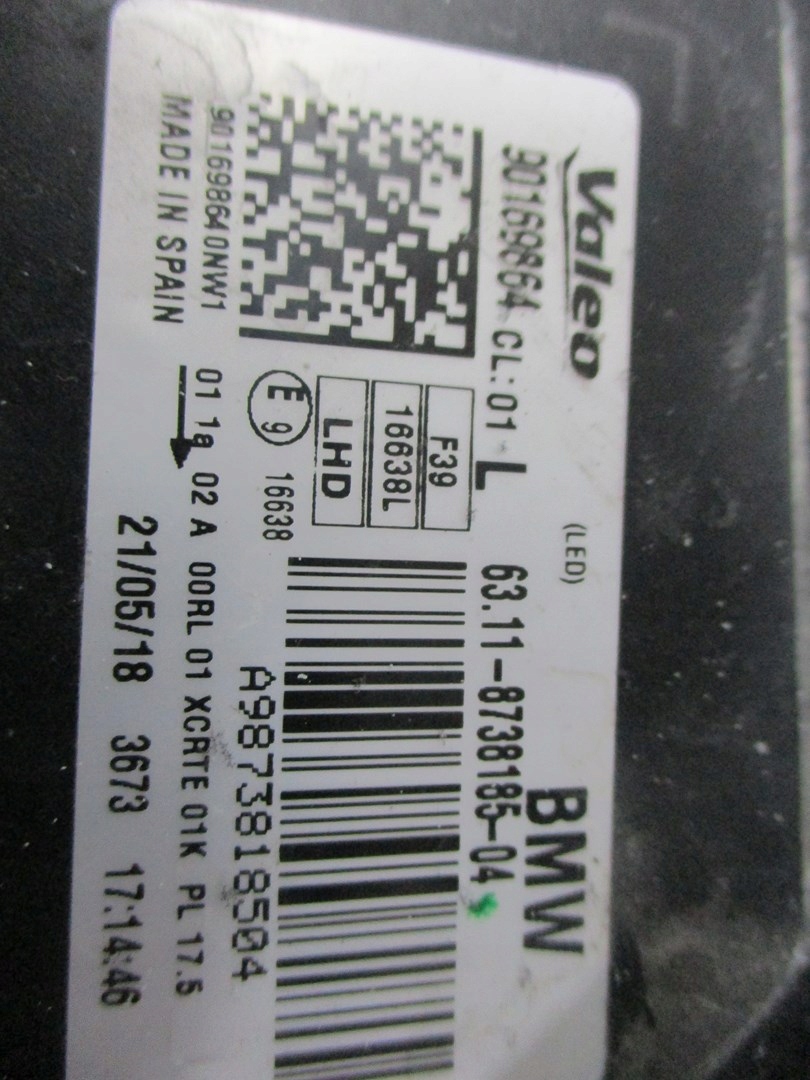 Valeo (LED) BMW
90169864 CL:01 L 63.11-8738185-04
F39
16638L
LHD
E 9 16638
A9873818504
901698640NW1
01 1a 02 A 00RL 01 XCRTE 01K PL 17.5
MADE IN SPAIN
21/05/18 3673 17:14:46